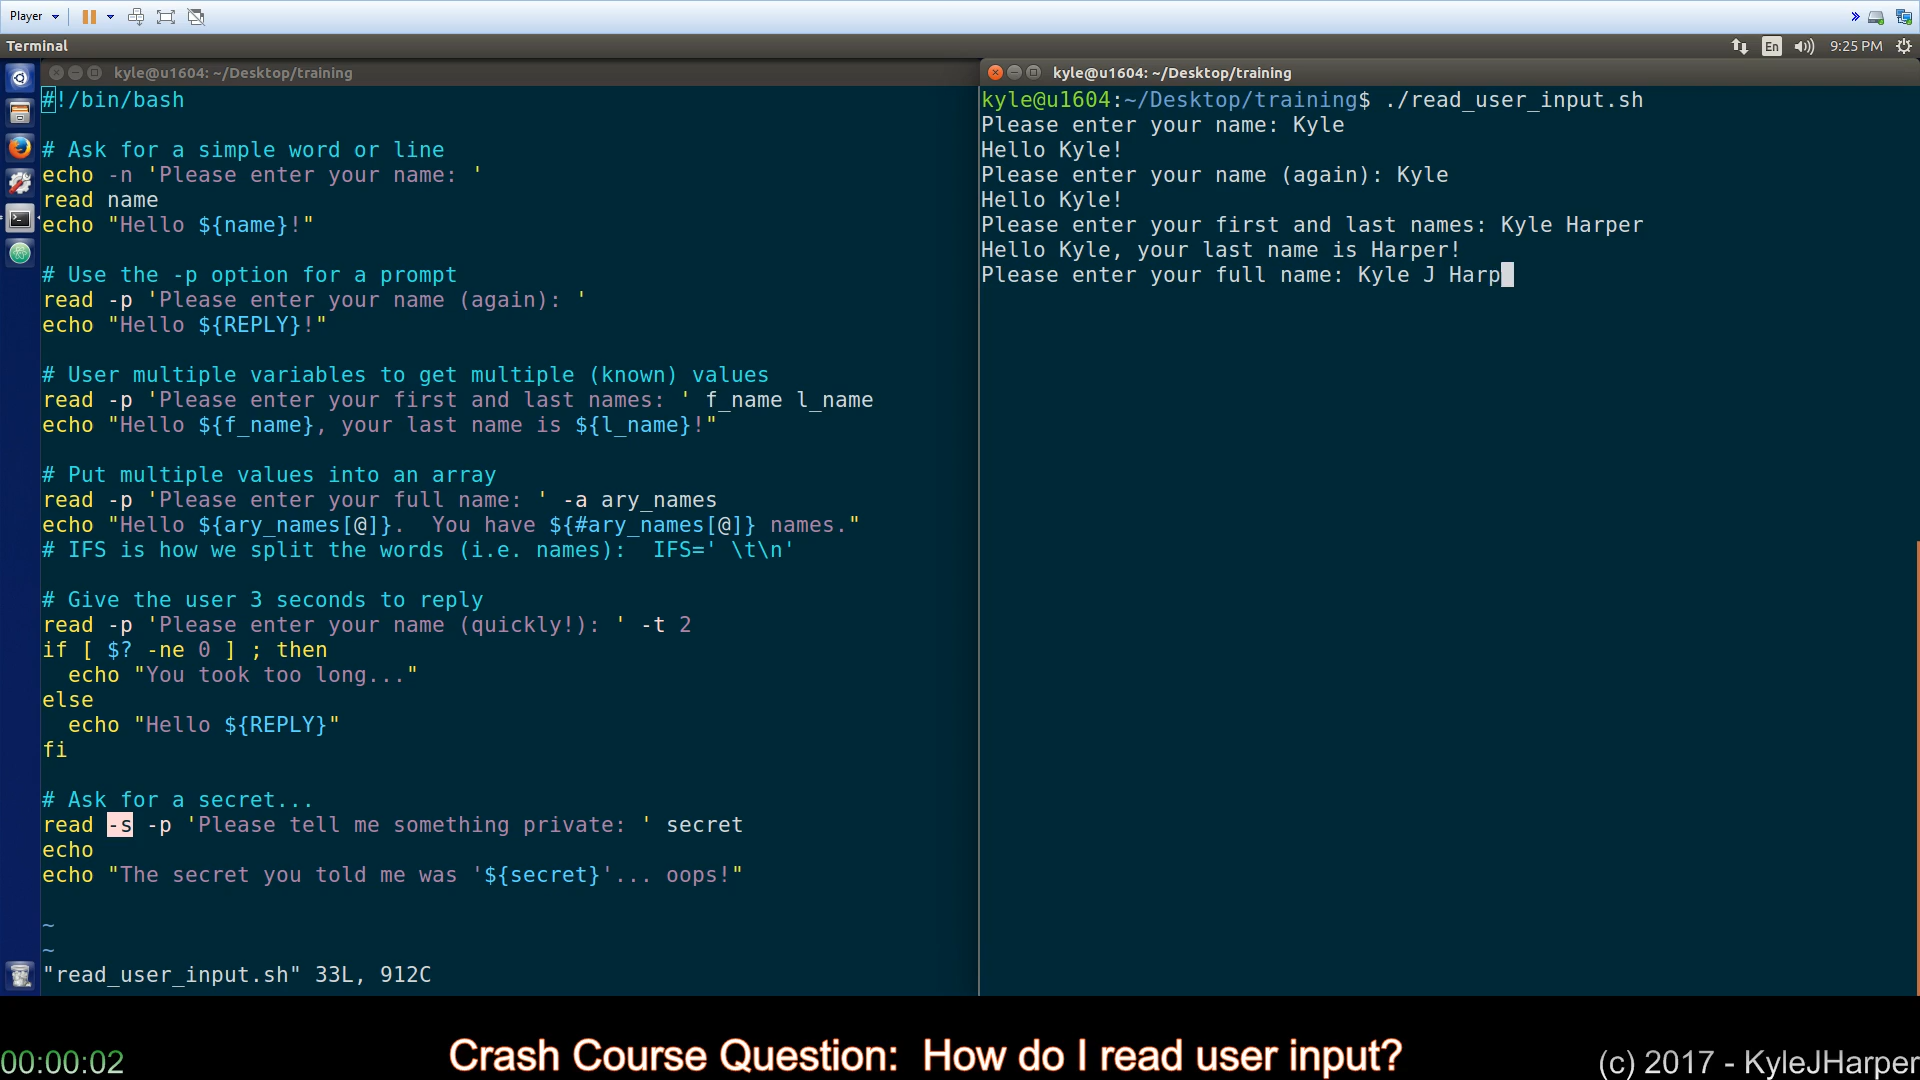 Player
Terminal
En
9:25 PM
kyle@u1604: ~/Desktop/training
#!/bin/bash
# Ask for a simple word or line
echo -n 'Please enter your name: '
read name
echo "Hello ${name}!"
# Use the -p option for a prompt
read -p 'Please enter your name (again): '
echo "Hello ${REPLY}!"
# User multiple variables to get multiple (known) values
read -p 'Please enter your first and last names: ' f_name l_name
echo "Hello ${f_name}, your last name is ${l_name}!"
# Put multiple values into an array
read -p 'Please enter your full name: ' -a ary_names
echo "Hello ${ary_names[@]}.  You have ${#ary_names[@]} names."
# IFS is how we split the words (i.e. names):  IFS=' \t\n'
# Give the user 3 seconds to reply
read -p 'Please enter your name (quickly!): ' -t 2
if [ $? -ne 0 ] ; then
  echo "You took too long..."
else
  echo "Hello ${REPLY}"
fi
# Ask for a secret...
read -s -p 'Please tell me something private: ' secret
echo
echo "The secret you told me was '${secret}'... oops!"
~
~
"read_user_input.sh" 33L, 912C
kyle@u1604: ~/Desktop/training
kyle@u1604:~/Desktop/training$ ./read_user_input.sh
Please enter your name: Kyle
Hello Kyle!
Please enter your name (again): Kyle
Hello Kyle!
Please enter your first and last names: Kyle Harper
Hello Kyle, your last name is Harper!
Please enter your full name: Kyle J Harp
00:00:02
Crash Course Question:  How do I read user input?
(c) 2017 - KyleJHarper